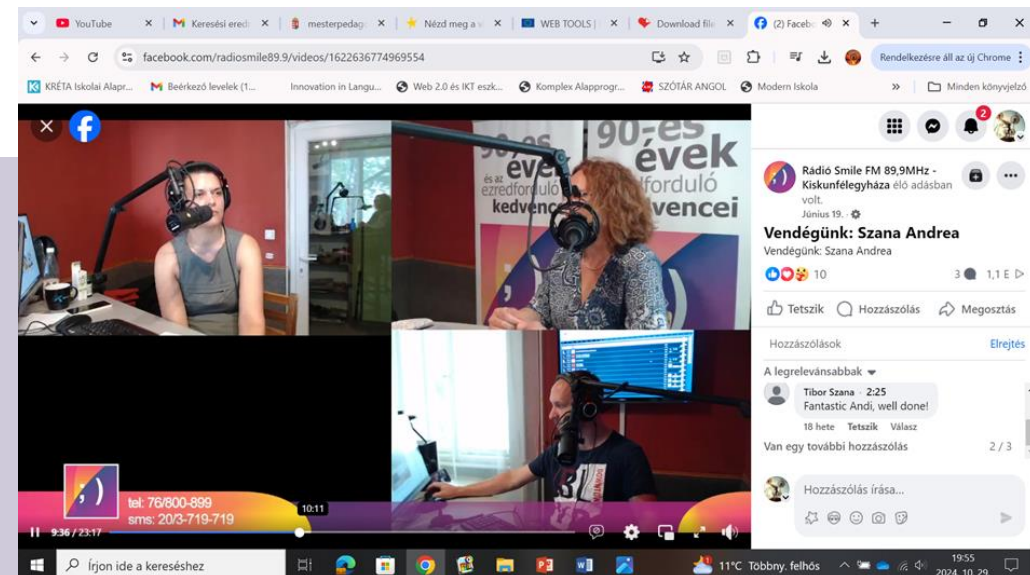 YouTube
Keresési ered
mesterpedag
Nézd meg a v
WEB TOOLS |
Download file
(2) Facebo
facebook.com/radiosmile89.9/videos/1622636774969554
Rendelkezésre áll az új Chrome
KRÉTA Iskolai Alapr...
Beérkező levelek (1...
Innovation in Langu...
Web 2.0 és IKT eszk...
Komplex Alapprogr...
SZÓTÁR ANGOL
Modern Iskola
»
Minden könyvjelző
évek
és az
ezredforduló
kedvencei
90-es
évek
forduló
vencei
tel: 76/800-899
sms: 20/3-719-719
10:11
9:36 / 23:17
2
Rádió Smile FM 89,9MHz -
Kiskunfélegyháza élő adásban
volt.
Június 19.
Vendégünk: Szana Andrea
Vendégünk: Szana Andrea
10
3
1,1 E
Tetszik
Hozzászólás
Megosztás
Hozzászólások
Elrejtés
A legrelevánsabbak
Tibor Szana · 2:25
Fantastic Andi, well done!
18 hete Tetszik Válasz
Van egy további hozzászólás
2 / 3
Hozzászólás írása...
Írjon ide a kereséshez
11°C Többny. felhős
19:55
2024. 10. 29.